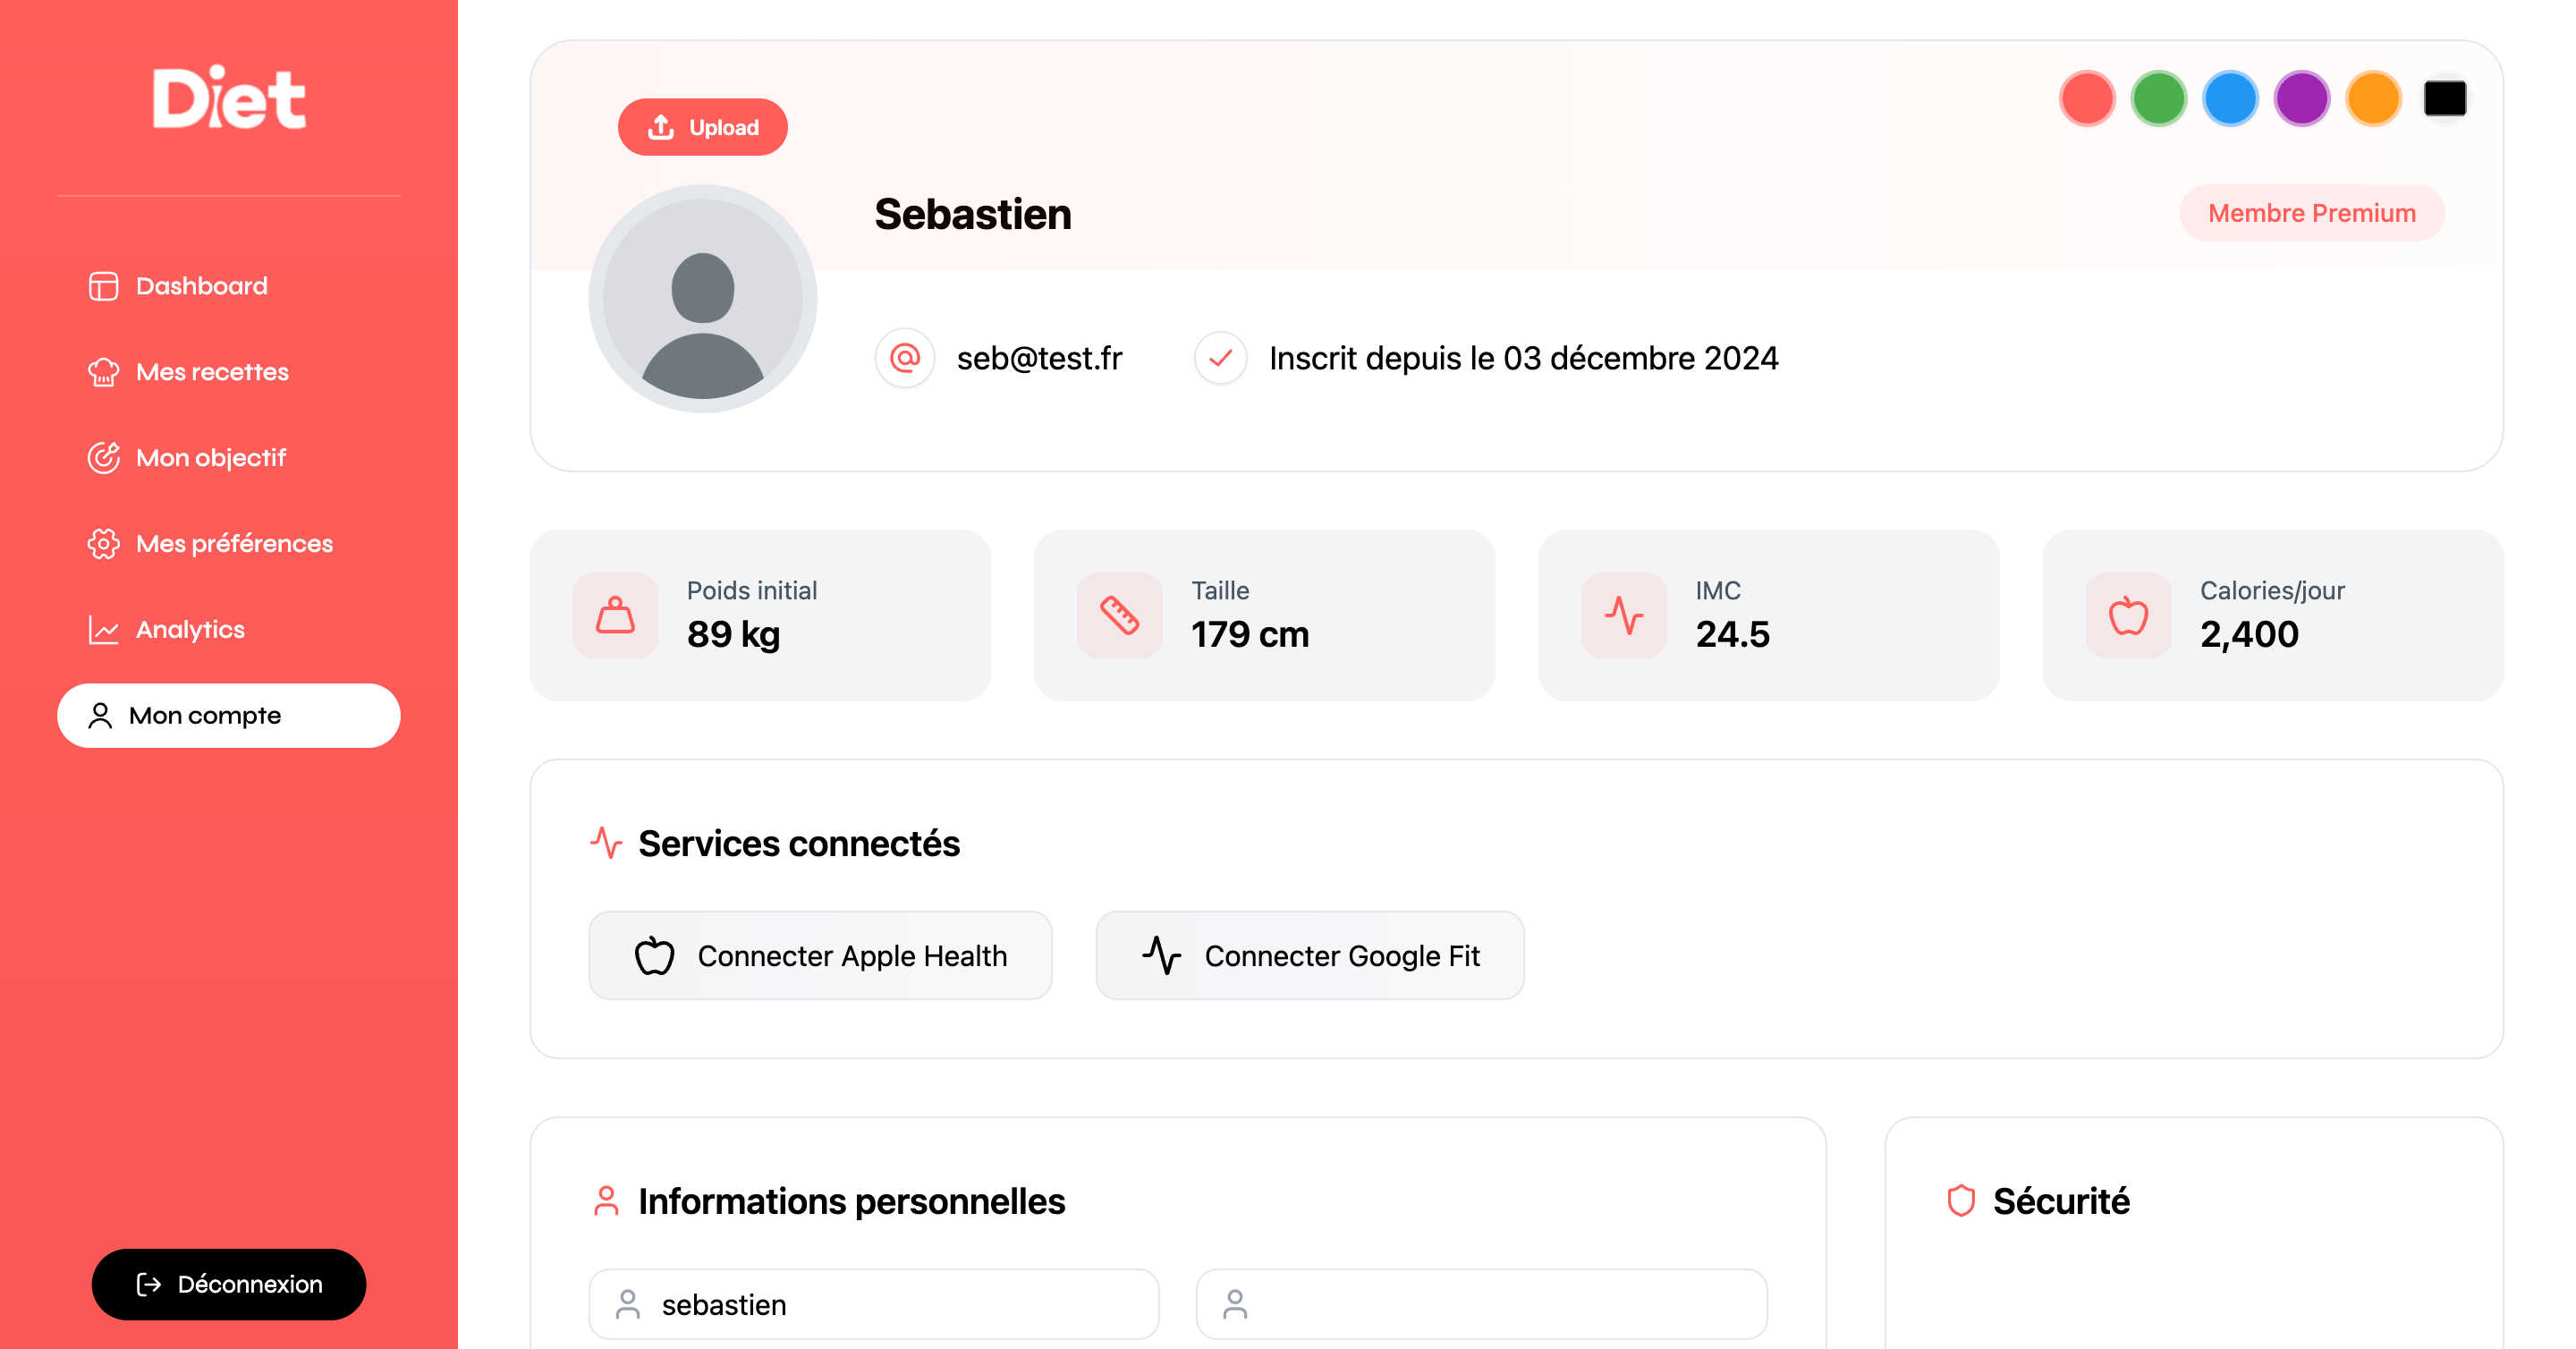 Diet
Dashboard
Mes recettes
Mon objectif
Mes préférences
Analytics
Mon compte
Déconnexion
Upload
Sebastien
Membre Premium
seb@test.fr
Inscrit depuis le 03 décembre 2024
Poids initial
89 kg
Taille
179 cm
IMC
24.5
Calories/jour
2,400
Services connectés
Connecter Apple Health
Connecter Google Fit
Informations personnelles
sebastien
Sécurité